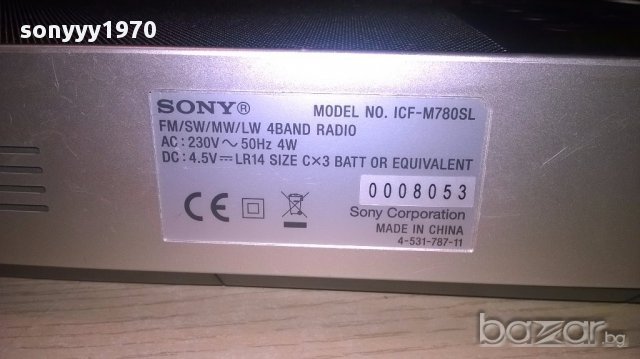 sonyyy1970
SONY®
MODEL NO. ICF-M780SL
FM/SW/MW/LW 4BAND RADIO
AC: 230V ~ 50Hz 4W
DC: 4.5V ⎓ LR14 SIZE C×3 BATT OR EQUIVALENT
0008053
CE
Sony Corporation
MADE IN CHINA
4-531-787-11
bazar.bg